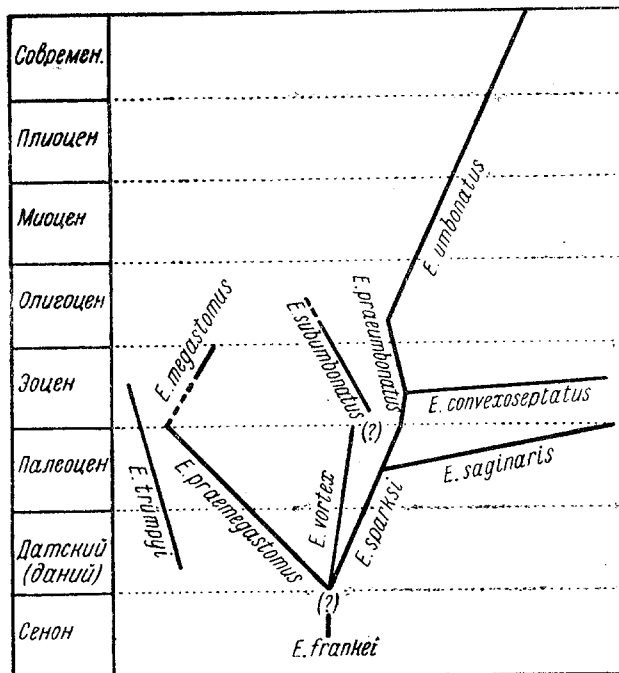 Современ.
Плиоцен
Миоцен
Олигоцен
Эоцен
Палеоцен
Датский
(даний)
Сенон
E. umbonatus
E. praeumbonatus
E. subumbonatus
E. megastomus
E. convexoseptatus
(?)
E. saginaris
E. trümpyi
E. praemegastomus
E. vortex
E. sparksi
(?)
E. frankei